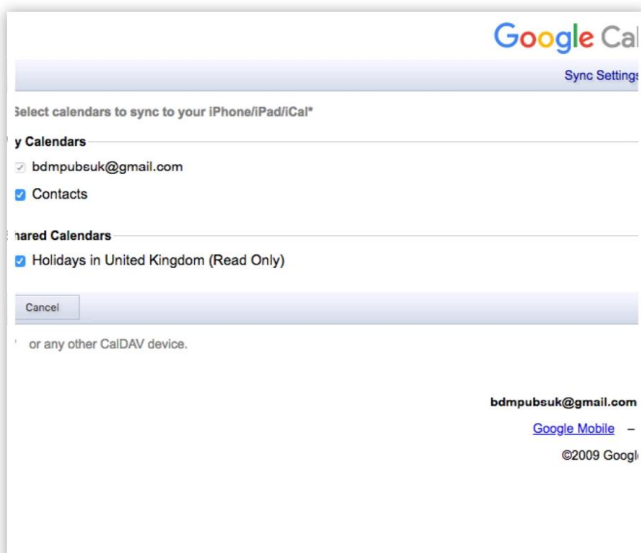 Google Cal
Sync Settings
Select calendars to sync to your iPhone/iPad/iCal*
y Calendars
bdmpubsuk@gmail.com
Contacts
hared Calendars
Holidays in United Kingdom (Read Only)
Cancel
* or any other CalDAV device.
bdmpubsuk@gmail.com
Google Mobile –
©2009 Googl